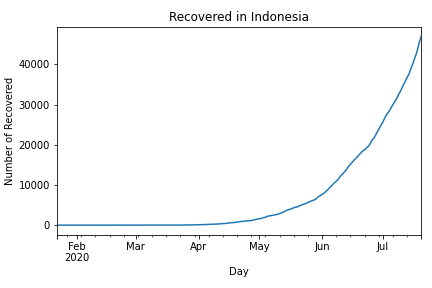 Recovered in Indonesia
Number of Recovered
40000
30000
20000
10000
0
Feb
2020
Mar
Apr
May
Jun
Jul
Day